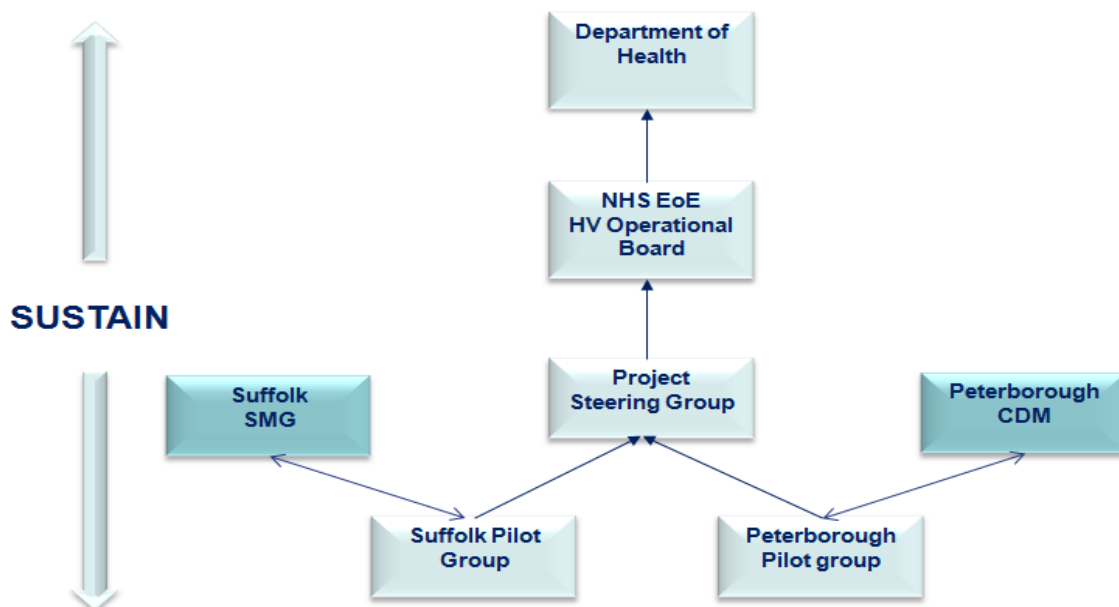 Department of
Health
NHS EoE
HV Operational
Board
SUSTAIN
Project
Steering Group
Suffolk
SMG
Peterborough
CDM
Suffolk Pilot
Group
Peterborough
Pilot group